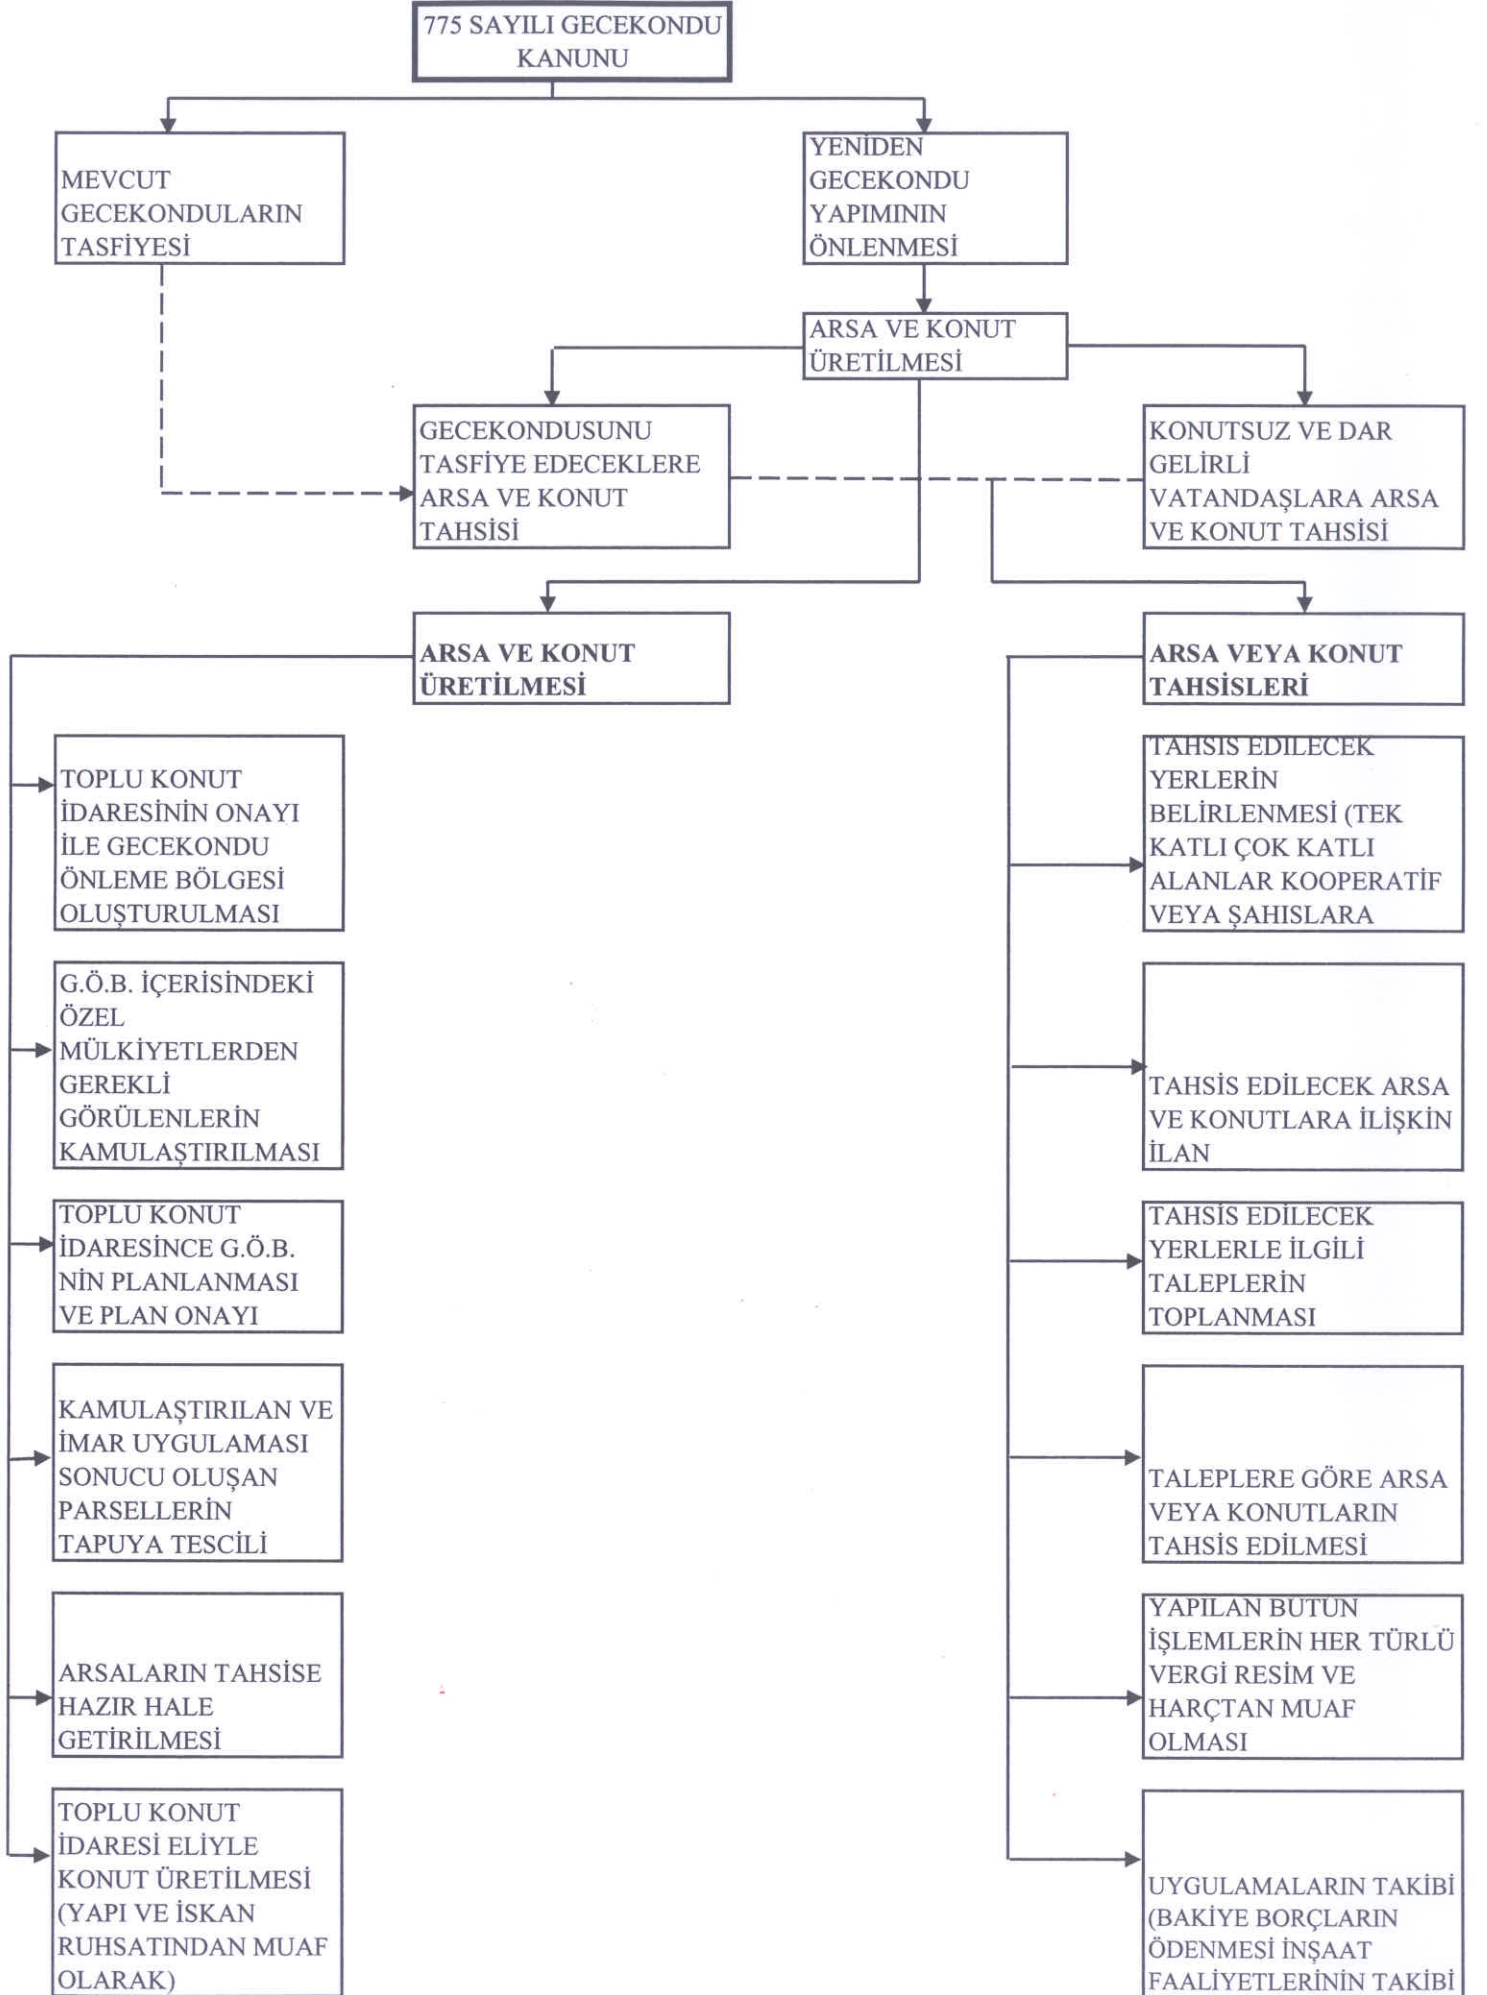 775 SAYILI GECEKONDU
KANUNU
MEVCUT
GECEKONDULARIN
TASFİYESİ
YENİDEN
GECEKONDU
YAPIMININ
ÖNLENMESİ
ARSA VE KONUT
ÜRETİLMESİ
GECEKONDUSUNU
TASFİYE EDECEKLERE
ARSA VE KONUT
TAHSİSİ
KONUTSUZ VE DAR
GELİRLİ
VATANDAŞLARA ARSA
VE KONUT TAHSİSİ
ARSA VE KONUT
ÜRETİLMESİ
ARSA VEYA KONUT
TAHSİSLERİ
TOPLU KONUT
İDARESİNİN ONAYI
İLE GECEKONDU
ÖNLEME BÖLGESİ
OLUŞTURULMASI
G.Ö.B. İÇERİSİNDEKİ
ÖZEL
MÜLKİYETLERDEN
GEREKLİ
GÖRÜLENLERİN
KAMULAŞTIRILMASI
TOPLU KONUT
İDARESİNCE G.Ö.B.
NİN PLANLANMASI
VE PLAN ONAYI
KAMULAŞTIRILAN VE
İMAR UYGULAMASI
SONUCU OLUŞAN
PARSELLERİN
TAPUYA TESCİLİ
ARSALARIN TAHSİSE
HAZIR HALE
GETİRİLMESİ
TOPLU KONUT
İDARESİ ELİYLE
KONUT ÜRETİLMESİ
(YAPI VE İSKAN
RUHSATINDAN MUAF
OLARAK)
TAHSİS EDİLECEK
YERLERİN
BELİRLENMESİ (TEK
KATLI ÇOK KATLI
ALANLAR KOOPERATİF
VEYA ŞAHISLARA
TAHSİS EDİLECEK ARSA
VE KONUTLARA İLİŞKİN
İLAN
TAHSİS EDİLECEK
YERLERLE İLGİLİ
TALEPLERİN
TOPLANMASI
TALEPLERE GÖRE ARSA
VEYA KONUTLARIN
TAHSİS EDİLMESİ
YAPILAN BÜTÜN
İŞLEMLERİN HER TÜRLÜ
VERGİ RESİM VE
HARÇTAN MUAF
OLMASI
UYGULAMALARIN TAKİBİ
(BAKİYE BORÇLARIN
ÖDENMESİ İNŞAAT
FAALİYETLERİNİN TAKİBİ